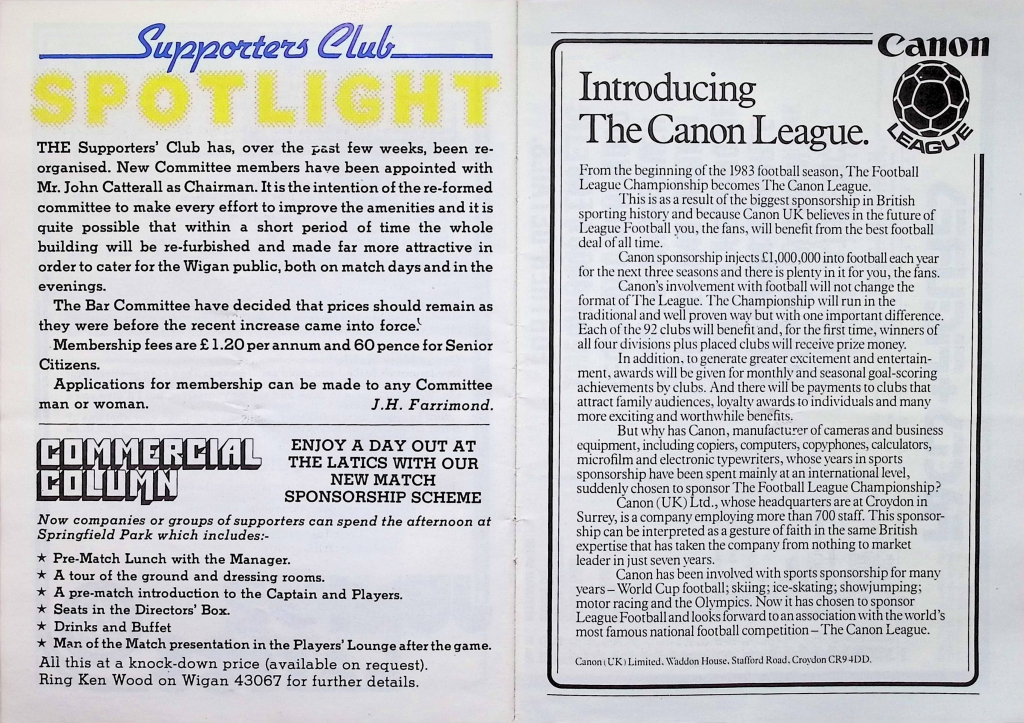 Supporters Club
SPOTLIGHT
THE Supporters' Club has, over the past few weeks, been re-
organised. New Committee members have been appointed with
Mr. John Catterall as Chairman. It is the intention of the re-formed
committee to make every effort to improve the amenities and it is
quite possible that within a short period of time the whole
building will be re-furbished and made far more attractive in
order to cater for the Wigan public, both on match days and in the
evenings.
The Bar Committee have decided that prices should remain as
they were before the recent increase came into force.
Membership fees are £1.20 per annum and 60 pence for Senior
Citizens.
Applications for membership can be made to any Committee
man or woman. J.H. Farrimond.
COMMERCIAL
COLUMN
ENJOY A DAY OUT AT
THE LATICS WITH OUR
NEW MATCH
SPONSORSHIP SCHEME
Now companies or groups of supporters can spend the afternoon at
Springfield Park which includes:-
★ Pre-Match Lunch with the Manager.
★ A tour of the ground and dressing rooms.
★ A pre-match introduction to the Captain and Players.
★ Seats in the Directors' Box.
★ Drinks and Buffet
★ Man of the Match presentation in the Players' Lounge after the game.
All this at a knock-down price (available on request).
Ring Ken Wood on Wigan 43067 for further details.
Canon
LEAGUE
Introducing
The Canon League.
From the beginning of the 1983 football season, The Football
League Championship becomes The Canon League.
This is as a result of the biggest sponsorship in British
sporting history and because Canon UK believes in the future of
League Football you, the fans, will benefit from the best football
deal of all time.
Canon sponsorship injects £1,000,000 into football each year
for the next three seasons and there is plenty in it for you, the fans.
Canon's involvement with football will not change the
format of The League. The Championship will run in the
traditional and well proven way but with one important difference.
Each of the 92 clubs will benefit and, for the first time, winners of
all four divisions plus placed clubs will receive prize money.
In addition, to generate greater excitement and entertain-
ment, awards will be given for monthly and seasonal goal-scoring
achievements by clubs. And there will be payments to clubs that
attract family audiences, loyalty awards to individuals and many
more exciting and worthwhile benefits.
But why has Canon, manufacturer of cameras and business
equipment, including copiers, computers, copyphones, calculators,
microfilm and electronic typewriters, whose years in sports
sponsorship have been spent mainly at an international level,
suddenly chosen to sponsor The Football League Championship?
Canon (UK) Ltd., whose headquarters are at Croydon in
Surrey, is a company employing more than 700 staff. This sponsor-
ship can be interpreted as a gesture of faith in the same British
expertise that has taken the company from nothing to market
leader in just seven years.
Canon has been involved with sports sponsorship for many
years – World Cup football; skiing; ice-skating; showjumping;
motor racing and the Olympics. Now it has chosen to sponsor
League Football and looks forward to an association with the world's
most famous national football competition – The Canon League.
Canon (UK) Limited, Waddon House, Stafford Road, Croydon CR9 4DD.